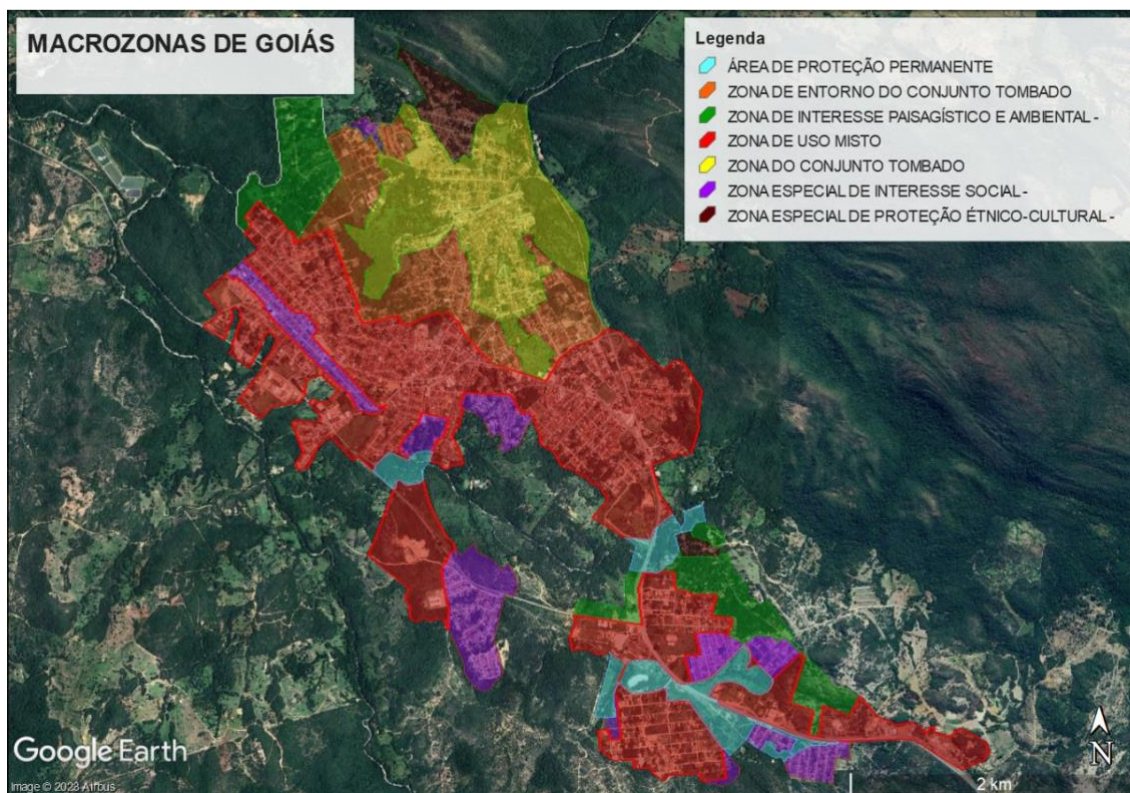 MACROZONAS DE GOIÁS
Legenda
ÁREA DE PROTEÇÃO PERMANENTE
ZONA DE ENTORNO DO CONJUNTO TOMBADO
ZONA DE INTERESSE PAISAGÍSTICO E AMBIENTAL -
ZONA DE USO MISTO
ZONA DO CONJUNTO TOMBADO
ZONA ESPECIAL DE INTERESSE SOCIAL -
ZONA ESPECIAL DE PROTEÇÃO ÉTNICO-CULTURAL -
Google Earth
Image © 2023 Airbus
N
2 km